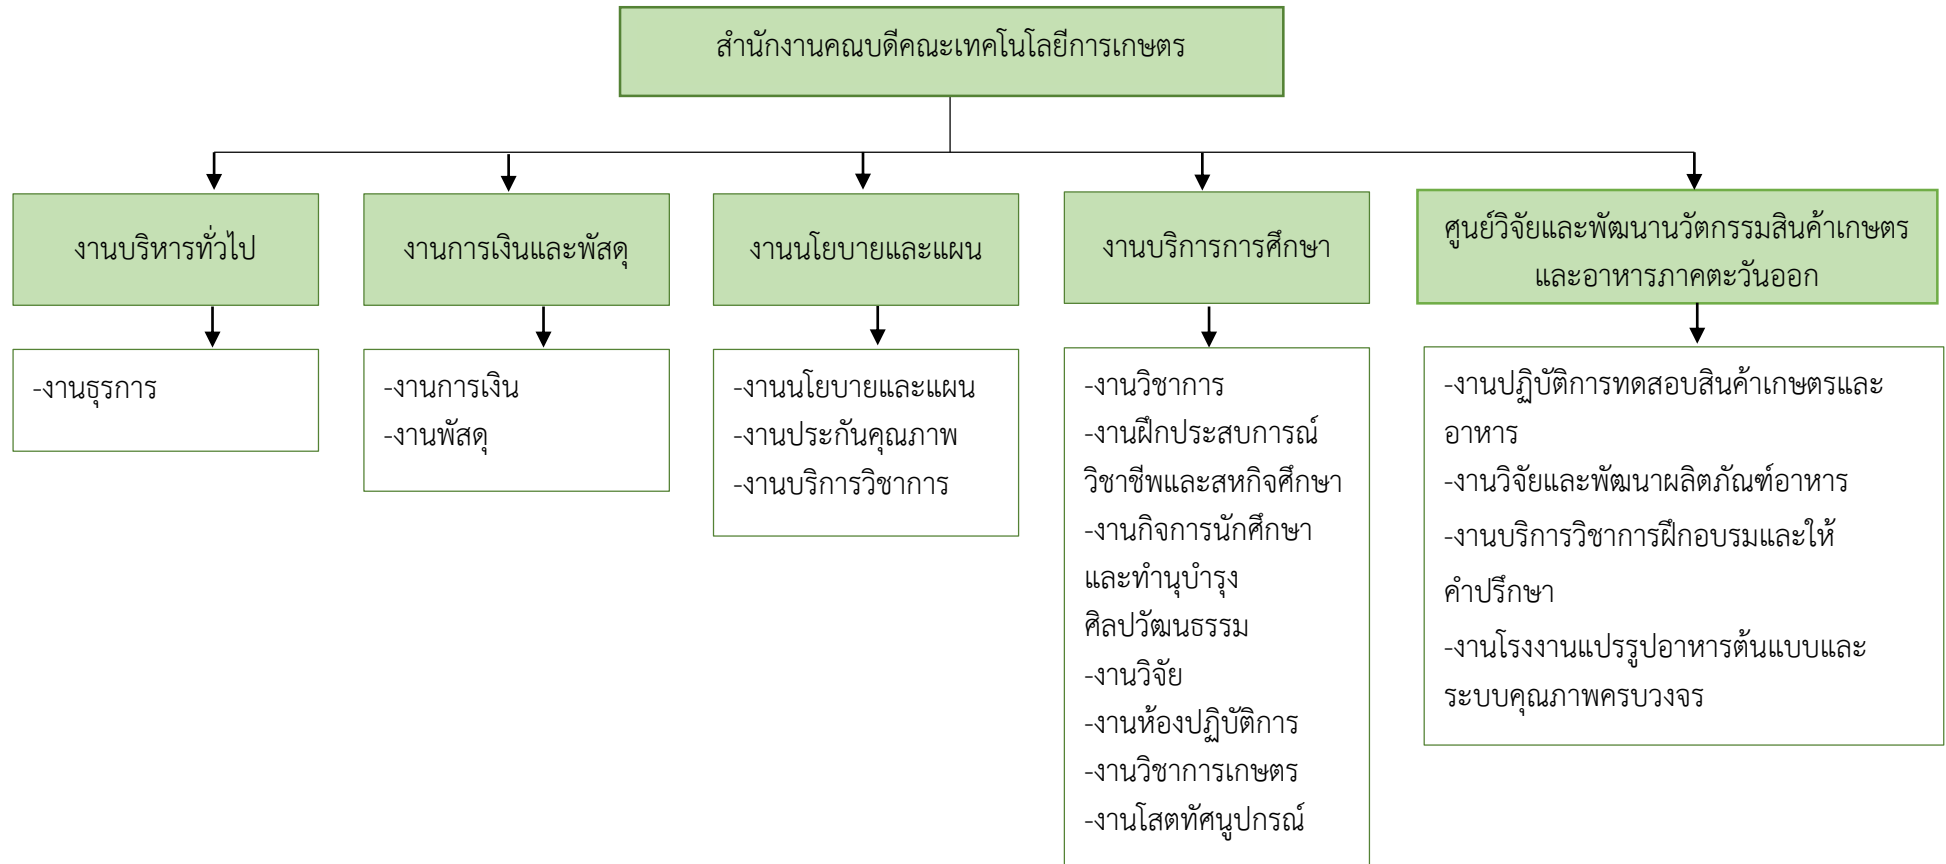 สำนักงานคณบดีคณะเทคโนโลยีการเกษตร
งานบริหารทั่วไป
งานการเงินและพัสดุ
งานนโยบายและแผน
งานบริการการศึกษา
ศูนย์วิจัยและพัฒนานวัตกรรมสินค้าเกษตร
และอาหารภาคตะวันออก
-งานธุรการ
-งานการเงิน
-งานพัสดุ
-งานนโยบายและแผน
-งานประกันคุณภาพ
-งานบริการวิชาการ
-งานวิชาการ
-งานฝึกประสบการณ์
วิชาชีพและสหกิจศึกษา
-งานกิจการนักศึกษา
และทำนุบำรุง
ศิลปวัฒนธรรม
-งานวิจัย
-งานห้องปฏิบัติการ
-งานวิชาการเกษตร
-งานโสตทัศนูปกรณ์
-งานปฏิบัติการทดสอบสินค้าเกษตรและ
อาหาร
-งานวิจัยและพัฒนาผลิตภัณฑ์อาหาร
-งานบริการวิชาการฝึกอบรมและให้
คำปรึกษา
-งานโรงงานแปรรูปอาหารต้นแบบและ
ระบบคุณภาพครบวงจร